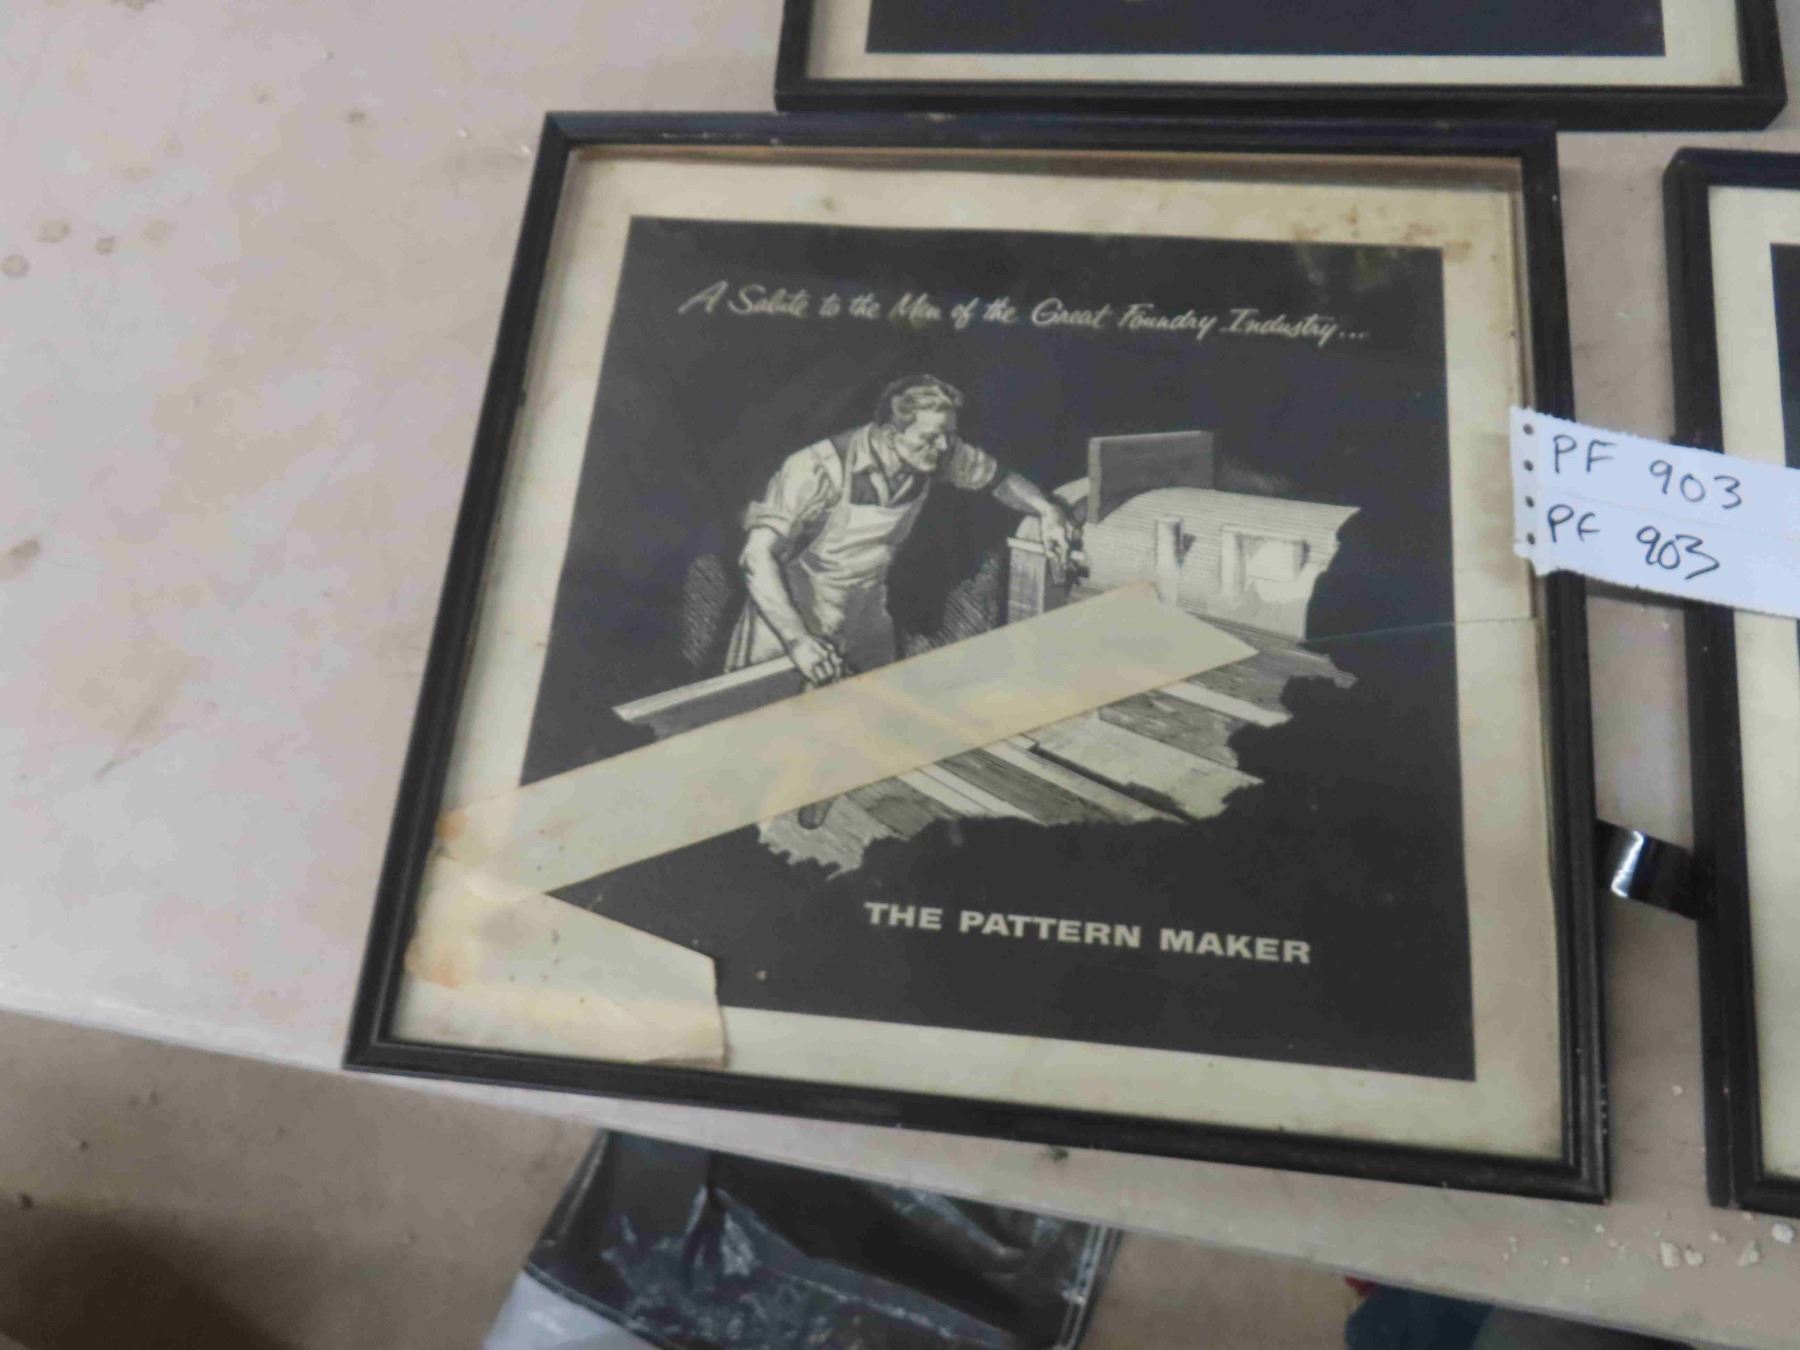 A Salute to the Men of the Great Foundry Industry...
PF 903
PF 903
THE PATTERN MAKER